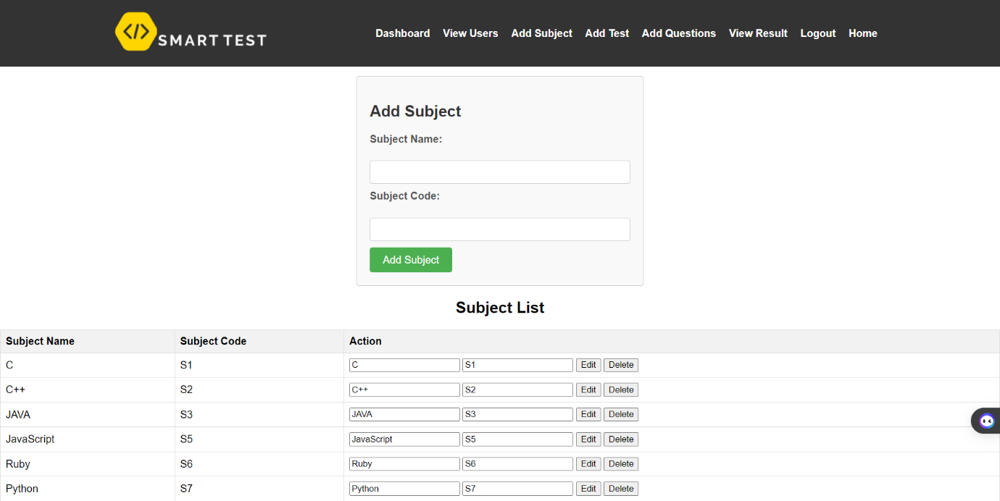 </> SMART TEST
Dashboard View Users Add Subject Add Test Add Questions View Result Logout Home
Add Subject
Subject Name:
Subject Code:
Add Subject
Subject List
Subject Name Subject Code Action
C S1 C S1 Edit Delete
C++ S2 C++ S2 Edit Delete
JAVA S3 JAVA S3 Edit Delete
JavaScript S5 JavaScript S5 Edit Delete
Ruby S6 Ruby S6 Edit Delete
Python S7 Python S7 Edit Delete